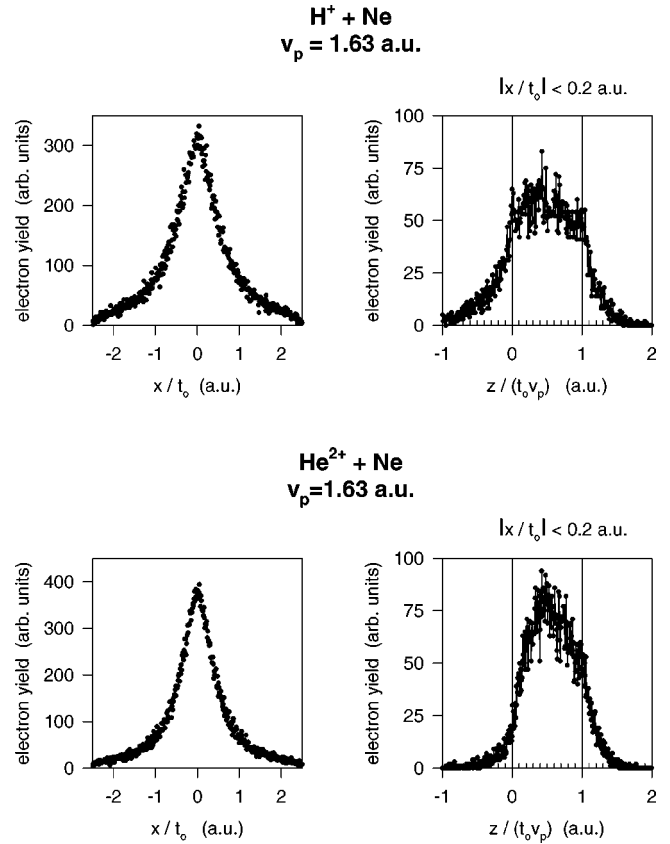 H⁺ + Ne
vₚ = 1.63 a.u.
|x / tₒ| < 0.2 a.u.
electron yield (arb. units)
300
200
100
0
-2 -1 0 1 2
x / tₒ (a.u.)
electron yield (arb. units)
100
75
50
25
0
-1 0 1 2
z / (tₒvₚ) (a.u.)
He²⁺ + Ne
vₚ=1.63 a.u.
|x / tₒ| < 0.2 a.u.
electron yield (arb. units)
400
300
200
100
0
-2 -1 0 1 2
x / tₒ (a.u.)
electron yield (arb. units)
100
75
50
25
0
-1 0 1 2
z / (tₒvₚ) (a.u.)